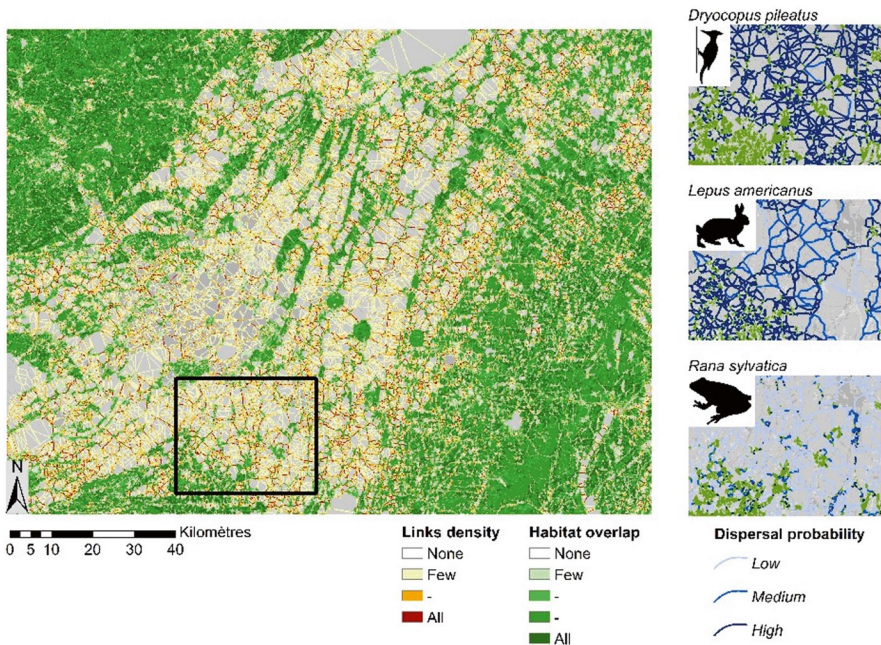 Dryocopus pileatus
Lepus americanus
Rana sylvatica
N
Kilomètres
0 5 10 20 30 40
Links density
None
Few
-
All
Habitat overlap
None
Few
-
-
All
Dispersal probability
Low
Medium
High